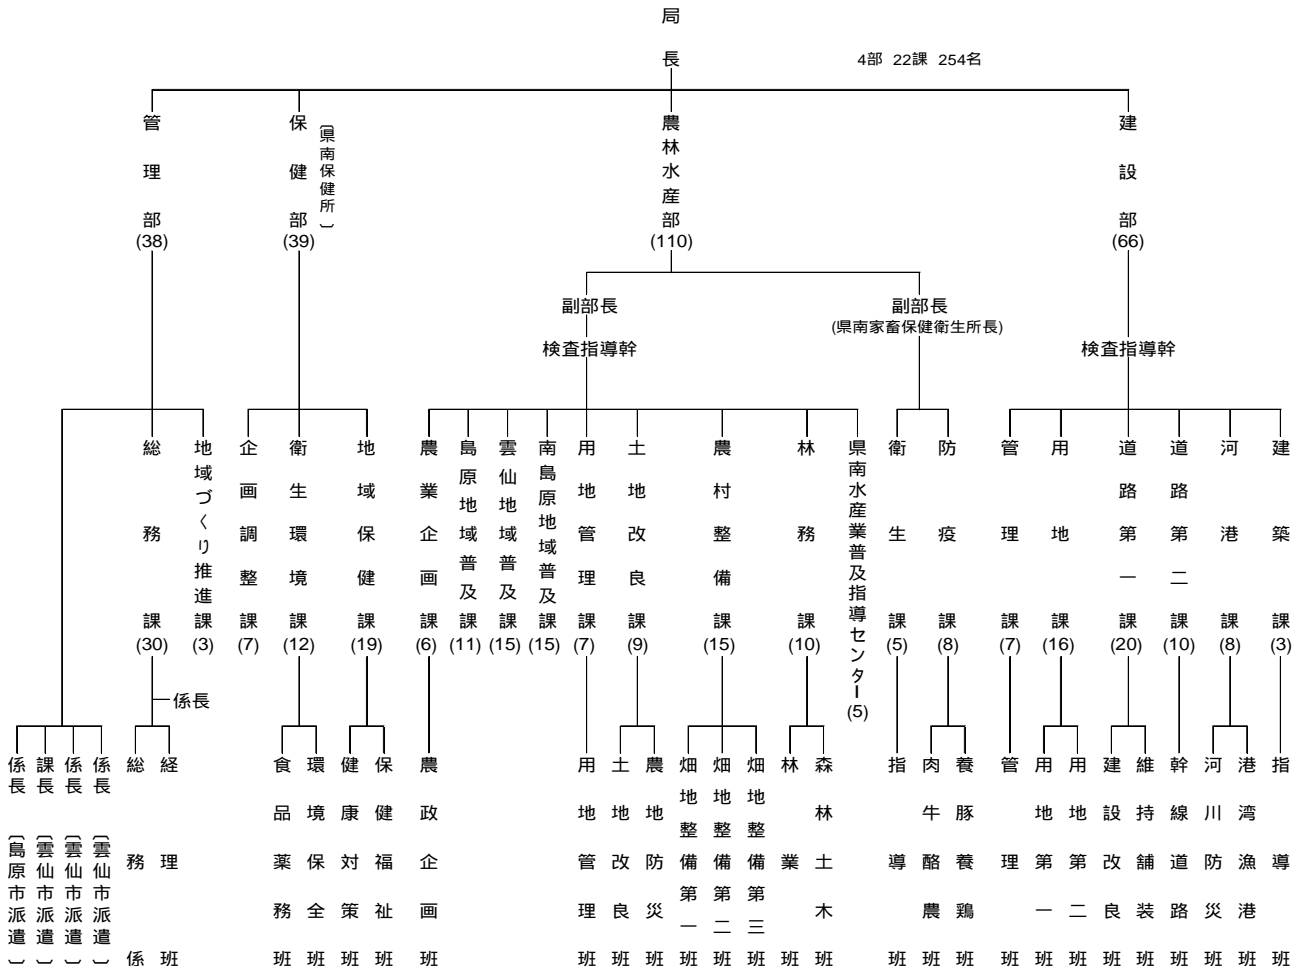 局長
4部 22課 254名
管理部
(38)
保健部
〔県南保健所〕
(39)
農林水産部
(110)
建設部
(66)
副部長
検査指導幹
副部長
(県南家畜保健衛生所長)
検査指導幹
総務課
(30)
地域づくり推進課
(3)
企画調整課
(7)
衛生環境課
(12)
地域保健課
(19)
農業企画課
(6)
島原地域普及課
(11)
雲仙地域普及課
(15)
南島原地域普及課
(15)
用地管理課
(7)
土地改良課
(9)
農村整備課
(15)
林務課
(10)
県南水産業普及指導センター
(5)
衛生課
(5)
防疫課
(8)
管理課
(7)
用地課
(16)
道路第一課
(20)
道路第二課
(10)
河港課
(8)
建築課
(3)
係長
係長〔島原市派遣〕
課長〔雲仙市派遣〕
係長〔雲仙市派遣〕
係長〔雲仙市派遣〕
総務係
経理班
食品薬務班
環境保全班
健康対策班
保健福祉班
農政企画班
用地管理班
土地改良班
農地防災班
畑地整備第一班
畑地整備第二班
畑地整備第三班
林業班
森林土木班
指導班
肉牛酪農班
養豚養鶏班
管理班
用地第一班
用地第二班
建設改良班
維持舗装班
幹線道路班
河川防災班
港湾漁港班
指導班